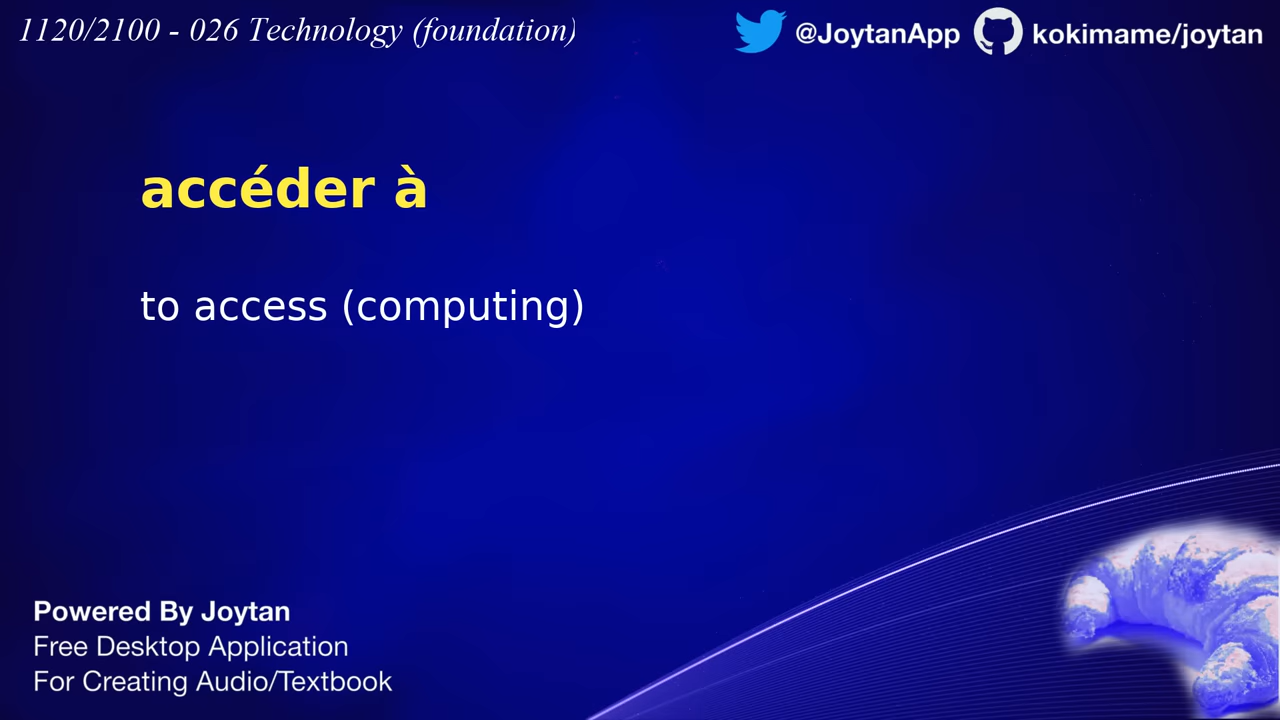 1120/2100 - 026 Technology (foundation)
@JoytanApp
kokimame/joytan
accéder à
to access (computing)
Powered By Joytan
Free Desktop Application
For Creating Audio/Textbook